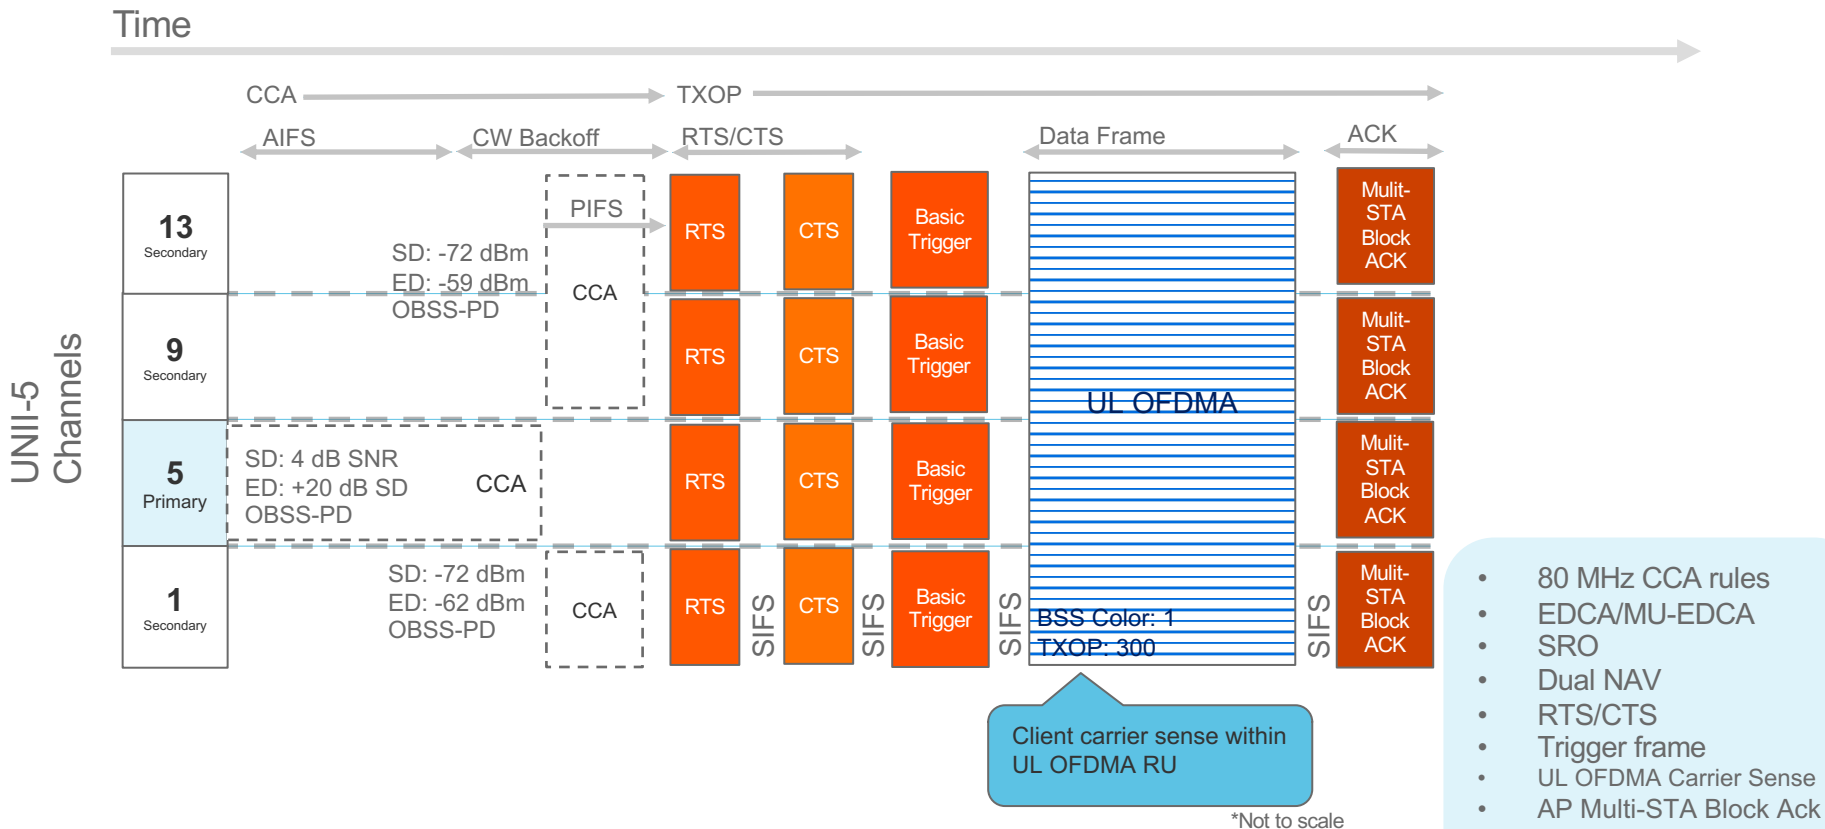 Time
CCA
TXOP
AIFS
CW Backoff
RTS/CTS
Data Frame
ACK
UNII-5
Channels
13
Secondary
SD: -72 dBm
ED: -59 dBm
OBSS-PD
PIFS
CCA
RTS
CTS
Basic
Trigger
Mulit-
STA
Block
ACK
9
Secondary
RTS
CTS
Basic
Trigger
UL OFDMA
Mulit-
STA
Block
ACK
5
Primary
SD: 4 dB SNR
ED: +20 dB SD
OBSS-PD
CCA
RTS
CTS
Basic
Trigger
Mulit-
STA
Block
ACK
1
Secondary
SD: -72 dBm
ED: -62 dBm
OBSS-PD
CCA
RTS
SIFS
CTS
SIFS
Basic
Trigger
SIFS
BSS Color: 1
TXOP: 300
SIFS
Mulit-
STA
Block
ACK
Client carrier sense within
UL OFDMA RU
*Not to scale
• 80 MHz CCA rules
• EDCA/MU-EDCA
• SRO
• Dual NAV
• RTS/CTS
• Trigger frame
• UL OFDMA Carrier Sense
• AP Multi-STA Block Ack